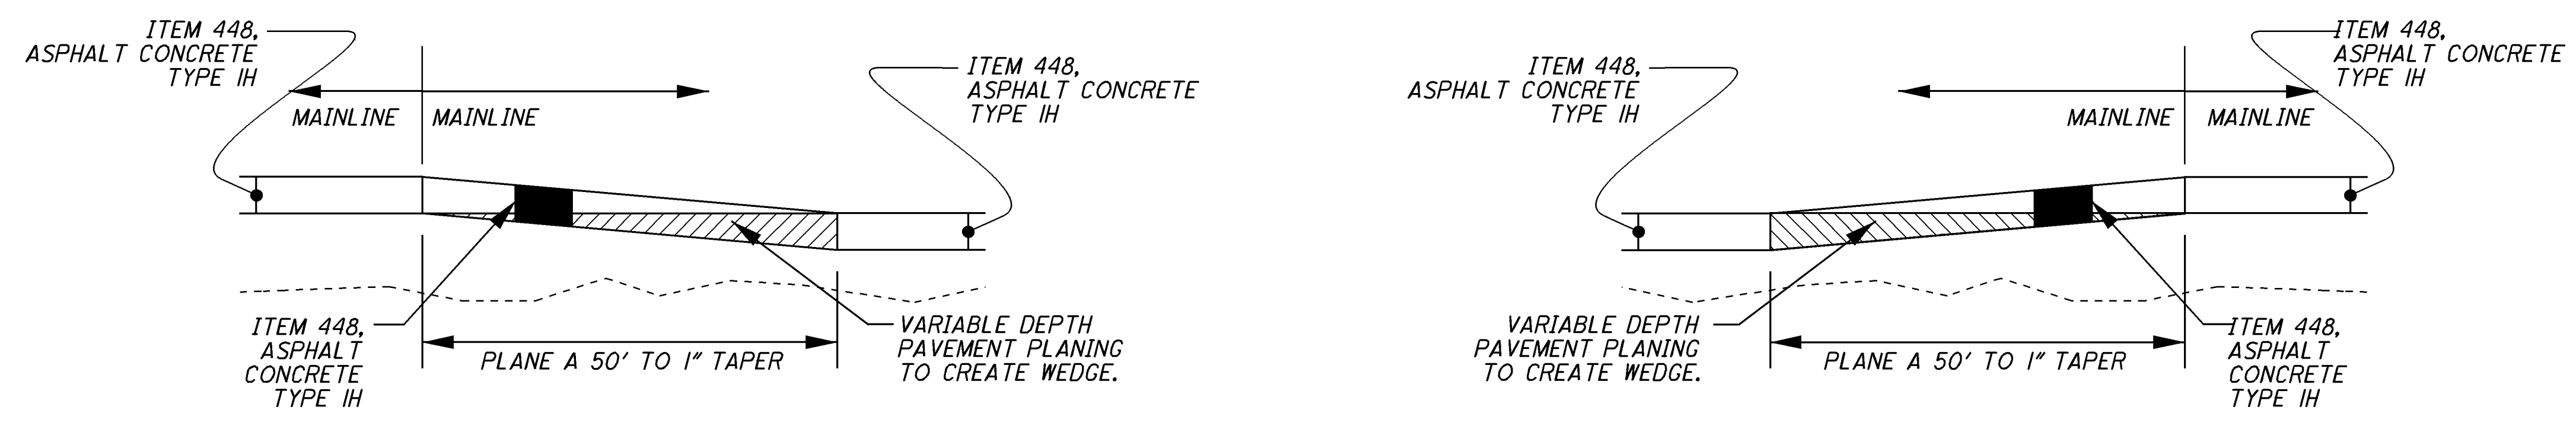 ITEM 448,
ASPHALT CONCRETE
TYPE IH
MAINLINE
MAINLINE
ITEM 448,
ASPHALT CONCRETE
TYPE IH
ITEM 448,
ASPHALT
CONCRETE
TYPE IH
PLANE A 50' TO 1" TAPER
VARIABLE DEPTH
PAVEMENT PLANING
TO CREATE WEDGE.
ITEM 448,
ASPHALT CONCRETE
TYPE IH
MAINLINE
MAINLINE
ITEM 448,
ASPHALT CONCRETE
TYPE IH
VARIABLE DEPTH
PAVEMENT PLANING
TO CREATE WEDGE.
PLANE A 50' TO 1" TAPER
ITEM 448,
ASPHALT
CONCRETE
TYPE IH